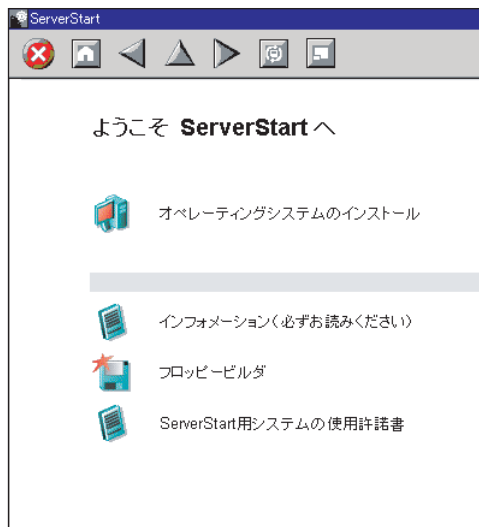 ServerStart
ようこそ ServerStart へ
オペレーティングシステムのインストール
インフォメーション(必ずお読みください)
フロッピービルダ
ServerStart用システムの使用許諾書